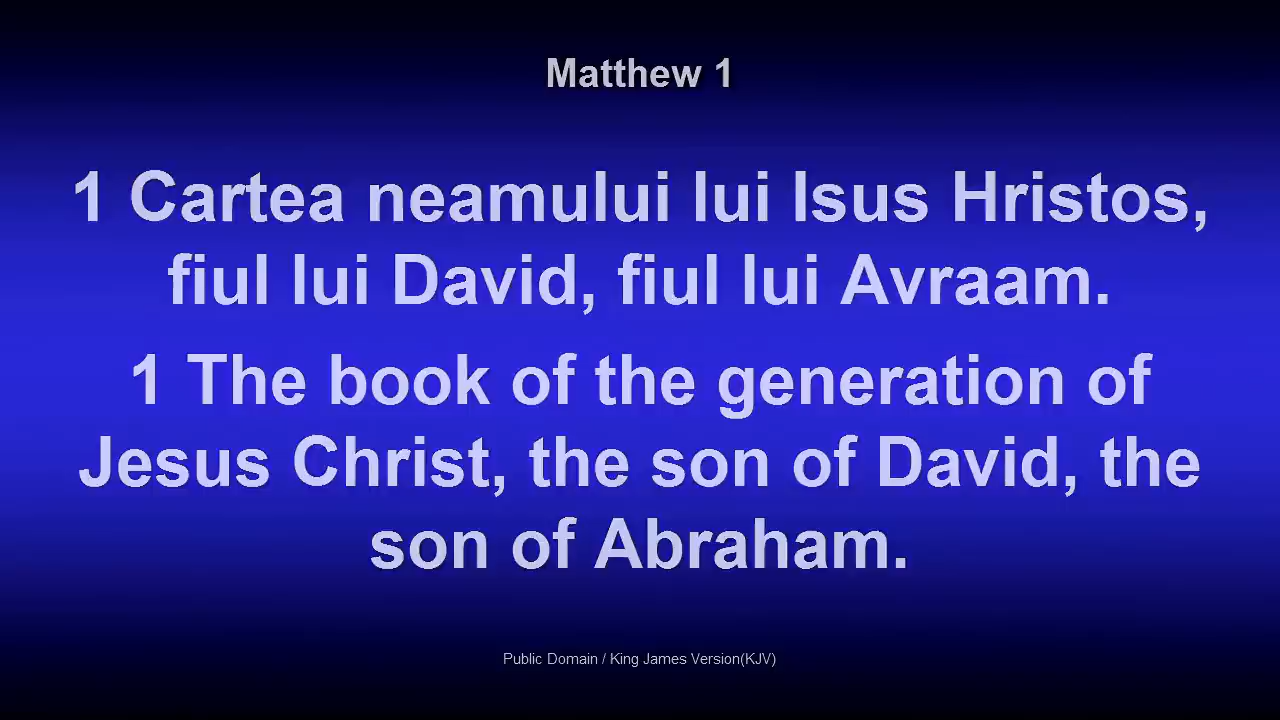 Matthew 1
1 Cartea neamului lui Isus Hristos,
fiul lui David, fiul lui Avraam.
1 The book of the generation of
Jesus Christ, the son of David, the
son of Abraham.
Public Domain / King James Version(KJV)